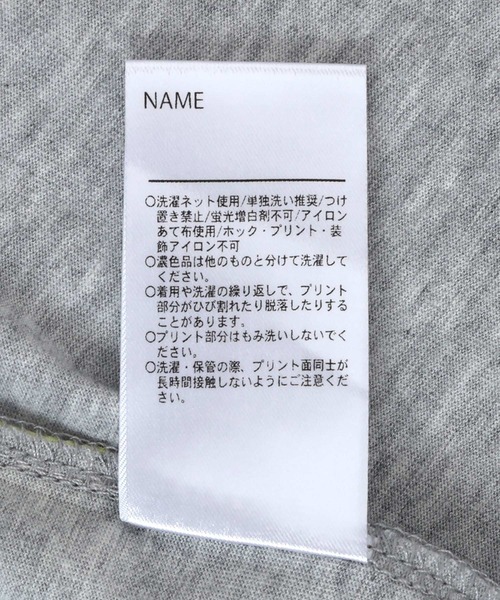 NAME
○洗濯ネット使用/単独洗い推奨/つけ
置き禁止/蛍光増白剤不可/アイロン
あて布使用/ホック・プリント・装
飾アイロン不可
○濃色品は他のものと分けて洗濯して
ください。
○着用や洗濯の繰り返しで、プリント
部分がひび割れたり脱落したりする
ことがあります。
○プリント部分はもみ洗いしないでく
ださい。
○洗濯・保管の際、プリント面同士が
長時間接触しないようにご注意くだ
さい。